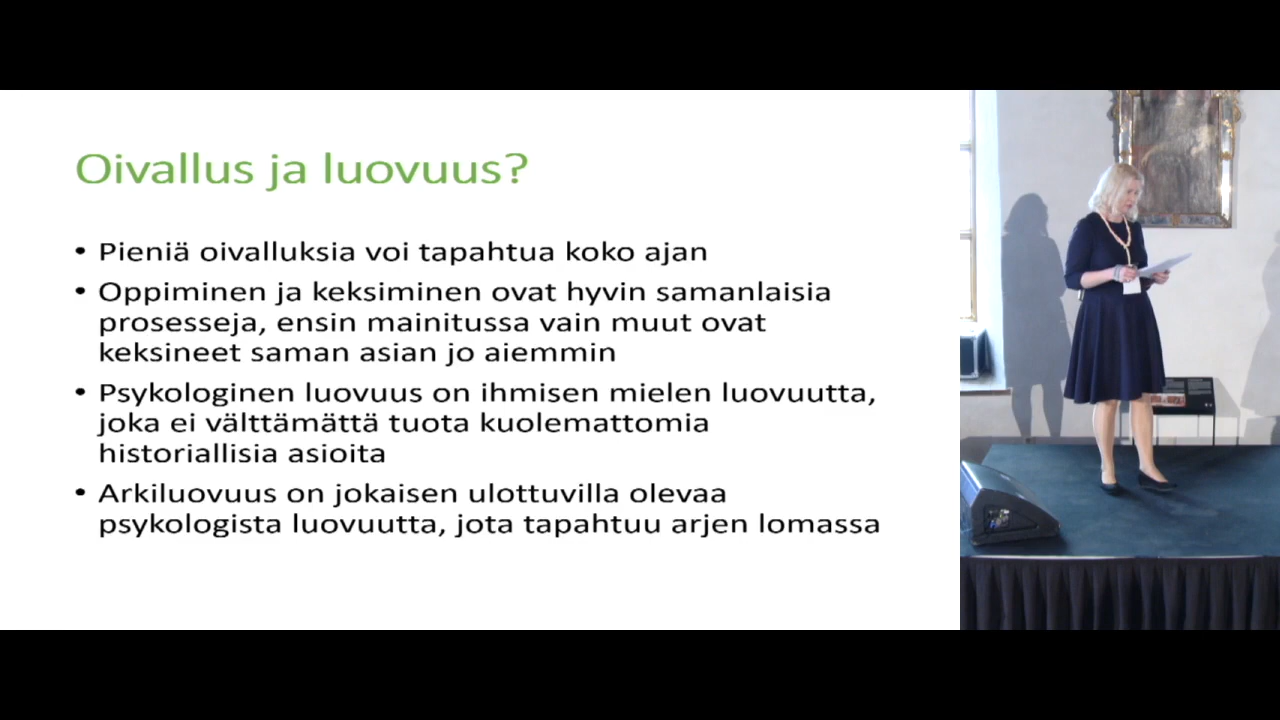 Oivallus ja luovuus?
• Pieniä oivalluksia voi tapahtua koko ajan
• Oppiminen ja keksiminen ovat hyvin samanlaisia
prosesseja, ensin mainitussa vain muut ovat
keksineet saman asian jo aiemmin
• Psykologinen luovuus on ihmisen mielen luovuutta,
joka ei välttämättä tuota kuolemattomia
historiallisia asioita
• Arkiluovuus on jokaisen ulottuvilla olevaa
psykologista luovuutta, jota tapahtuu arjen lomassa